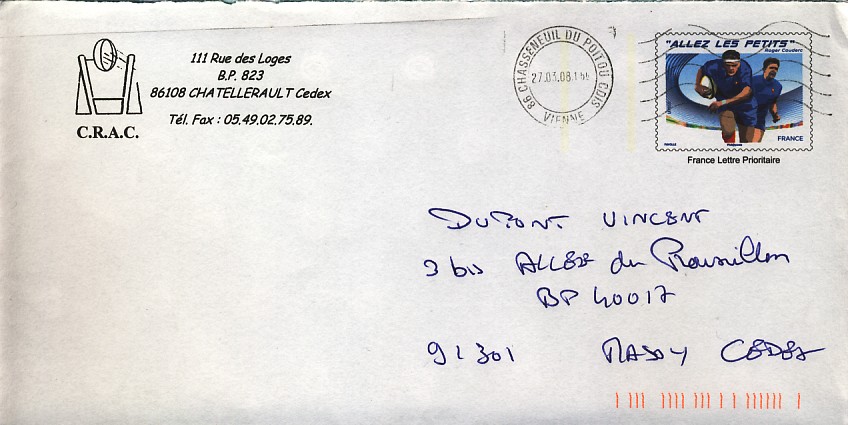 111 Rue des Loges
B.P. 823
86108 CHATELLERAULT Cedex
Tél. Fax : 05.49.02.75.89.
C.R.A.C.
86 CHASSENEUIL DU POITOU CDIS
27.03.08
VIENNE
"ALLEZ LES PETITS"
Roger Couderc
FRANCE
France Lettre Prioritaire
DUPONT VINCENT
3 bis ALLÉE du Roussillon
BP 40017
91301 MASSY CEDEX